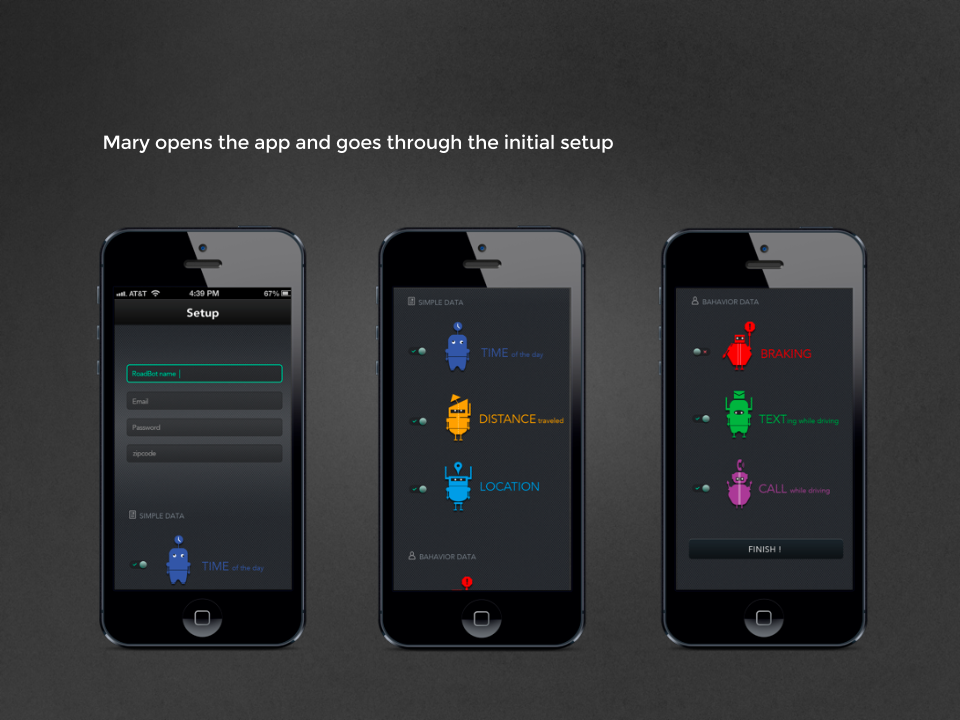 Mary opens the app and goes through the initial setup
AT&T 4:39 PM 67%
Setup
RoadBot name
Email
Password
zipcode
SIMPLE DATA
TIME of the day
SIMPLE DATA
TIME of the day
DISTANCE traveled
LOCATION
BAHAVIOR DATA
BAHAVIOR DATA
BRAKING
TEXTing while driving
CALL while driving
FINISH !